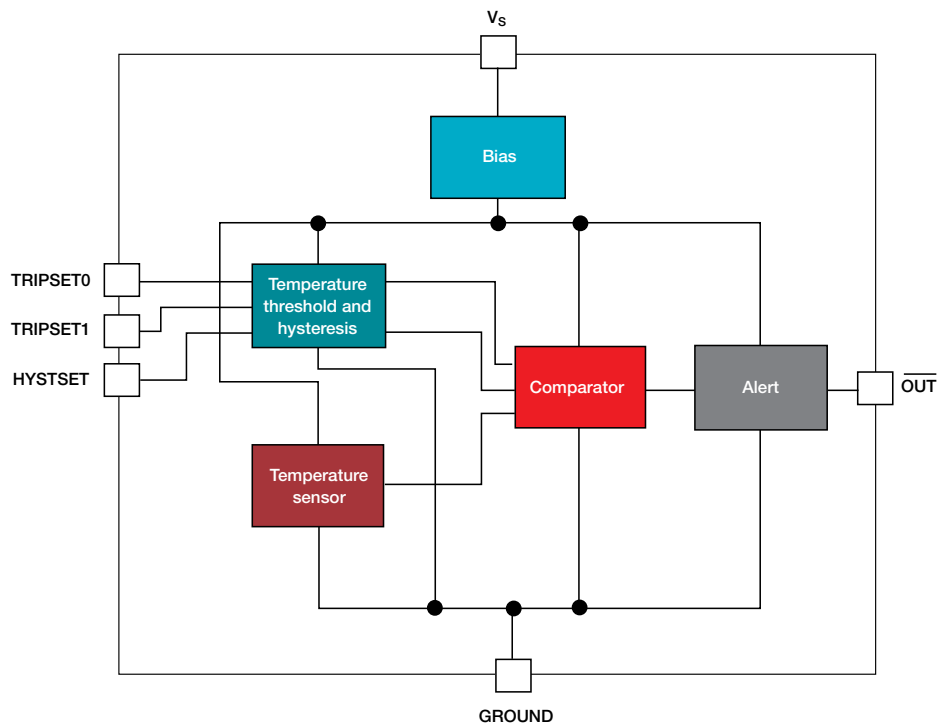 Vs
Bias
TRIPSET0
TRIPSET1
HYSTSET
Temperature
threshold and
hysteresis
Comparator
Alert
OUT
Temperature
sensor
GROUND